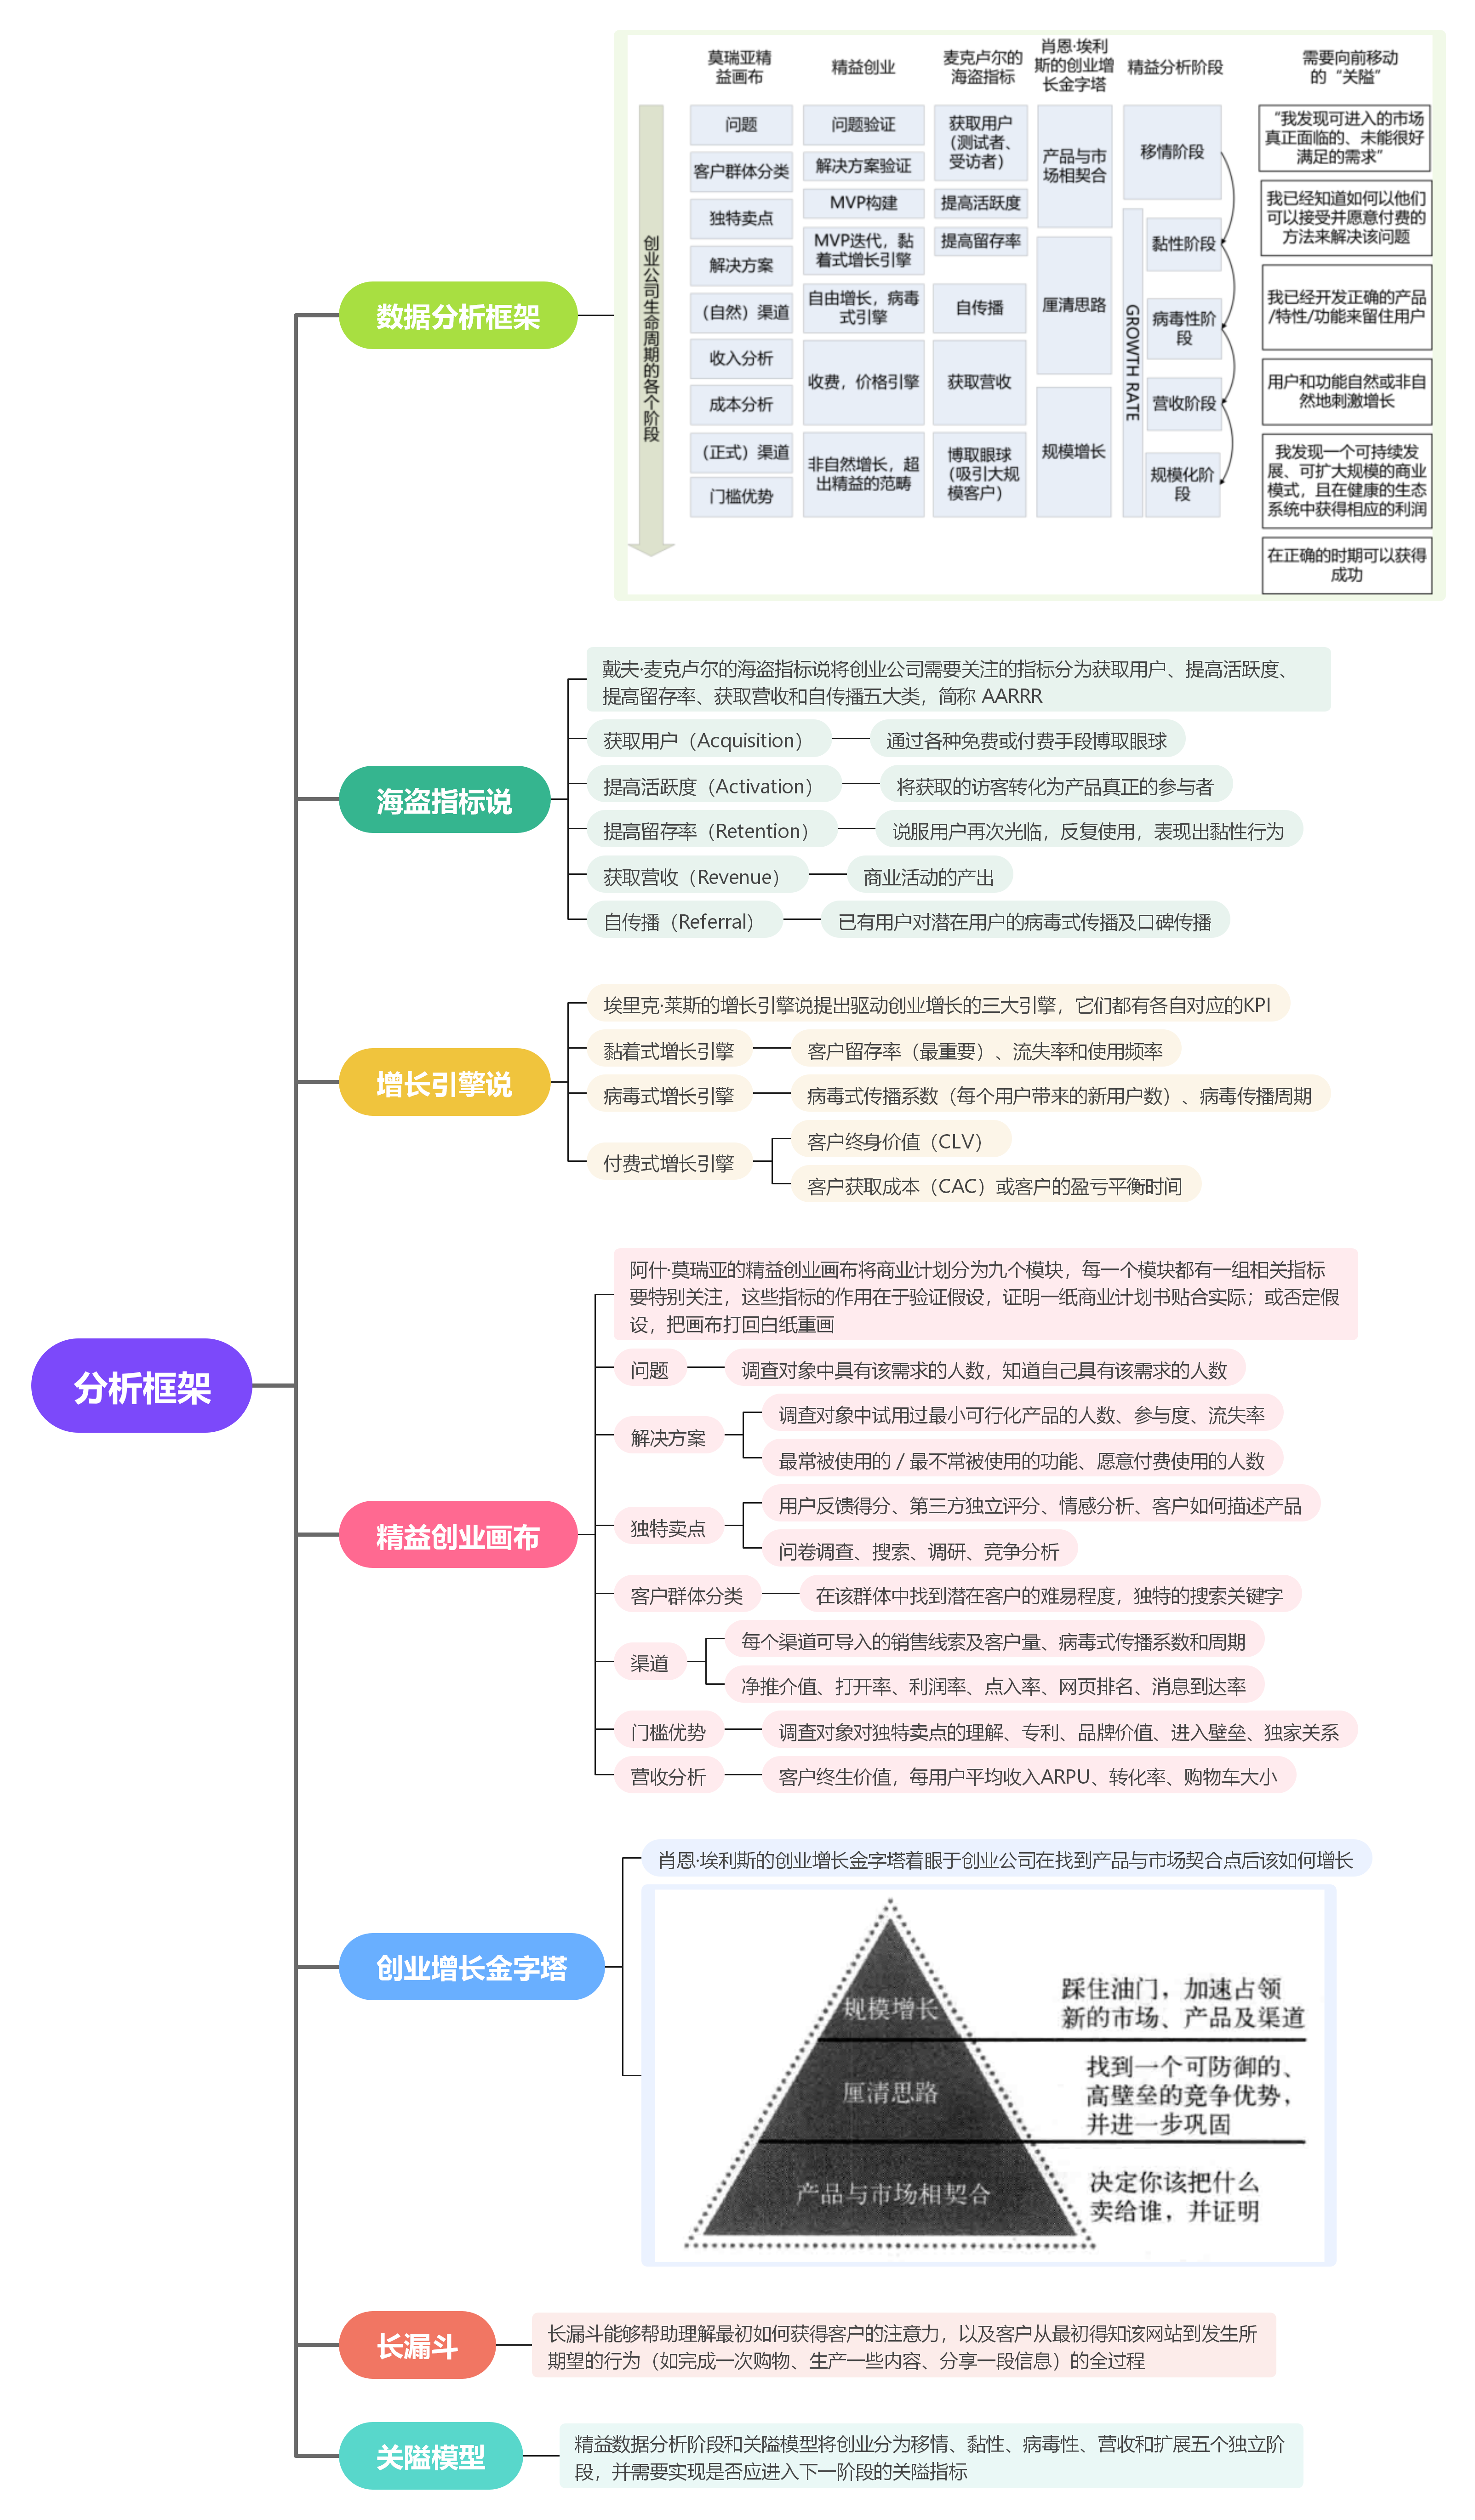 分析框架
数据分析框架
莫瑞亚精
益画布
精益创业
麦克卢尔的
海盗指标
肖恩·埃利
斯的创业增
长金字塔
精益分析阶段
需要向前移动
的“关隘”
创业公司生命周期的各个阶段
问题
客户群体分类
独特卖点
解决方案
（自然）渠道
收入分析
成本分析
（正式）渠道
门槛优势
问题验证
解决方案验证
MVP构建
MVP迭代，黏
着式增长引擎
自由增长，病毒
式引擎
收费，价格引擎
非自然增长，超
出精益的范畴
获取用户
（测试者、
受访者）
提高活跃度
提高留存率
自传播
获取营收
博取眼球
（吸引大规
模客户）
产品与市
场相契合
厘清思路
规模增长
移情阶段
GROWTH RATE
黏性阶段
病毒性阶
段
营收阶段
规模化阶
段
“我发现可进入的市场
真正面临的、未能很好
满足的需求”
我已经知道如何以他们
可以接受并愿意付费的
方法来解决该问题
我已经开发正确的产品
/特性/功能来留住用户
用户和功能自然或非自
然地刺激增长
我发现一个可持续发
展、可扩大规模的商业
模式，且在健康的生态
系统中获得相应的利润
在正确的时期可以获得
成功
海盗指标说
戴夫·麦克卢尔的海盗指标说将创业公司需要关注的指标分为获取用户、提高活跃度、
提高留存率、获取营收和自传播五大类，简称 AARRR
获取用户（Acquisition）
通过各种免费或付费手段博取眼球
提高活跃度（Activation）
将获取的访客转化为产品真正的参与者
提高留存率（Retention）
说服用户再次光临，反复使用，表现出黏性行为
获取营收（Revenue）
商业活动的产出
自传播（Referral）
已有用户对潜在用户的病毒式传播及口碑传播
增长引擎说
埃里克·莱斯的增长引擎说提出驱动创业增长的三大引擎，它们都有各自对应的KPI
黏着式增长引擎
客户留存率（最重要）、流失率和使用频率
病毒式增长引擎
病毒式传播系数（每个用户带来的新用户数）、病毒传播周期
付费式增长引擎
客户终身价值（CLV）
客户获取成本（CAC）或客户的盈亏平衡时间
精益创业画布
阿什·莫瑞亚的精益创业画布将商业计划分为九个模块，每一个模块都有一组相关指标
要特别关注，这些指标的作用在于验证假设，证明一纸商业计划书贴合实际；或否定假
设，把画布打回白纸重画
问题
调查对象中具有该需求的人数，知道自己具有该需求的人数
解决方案
调查对象中试用过最小可行化产品的人数、参与度、流失率
最常被使用的 / 最不常被使用的功能、愿意付费使用的人数
独特卖点
用户反馈得分、第三方独立评分、情感分析、客户如何描述产品
问卷调查、搜索、调研、竞争分析
客户群体分类
在该群体中找到潜在客户的难易程度，独特的搜索关键字
渠道
每个渠道可导入的销售线索及客户量、病毒式传播系数和周期
净推介值、打开率、利润率、点入率、网页排名、消息到达率
门槛优势
调查对象对独特卖点的理解、专利、品牌价值、进入壁垒、独家关系
营收分析
客户终生价值，每用户平均收入ARPU、转化率、购物车大小
创业增长金字塔
肖恩·埃利斯的创业增长金字塔着眼于创业公司在找到产品与市场契合点后该如何增长
规模增长
踩住油门，加速占领
新的市场、产品及渠道
厘清思路
找到一个可防御的、
高壁垒的竞争优势，
并进一步巩固
产品与市场相契合
决定你该把什么
卖给谁，并证明
长漏斗
长漏斗能够帮助理解最初如何获得客户的注意力，以及客户从最初得知该网站到发生所
期望的行为（如完成一次购物、生产一些内容、分享一段信息）的全过程
关隘模型
精益数据分析阶段和关隘模型将创业分为移情、黏性、病毒性、营收和扩展五个独立阶
段，并需要实现是否应进入下一阶段的关隘指标